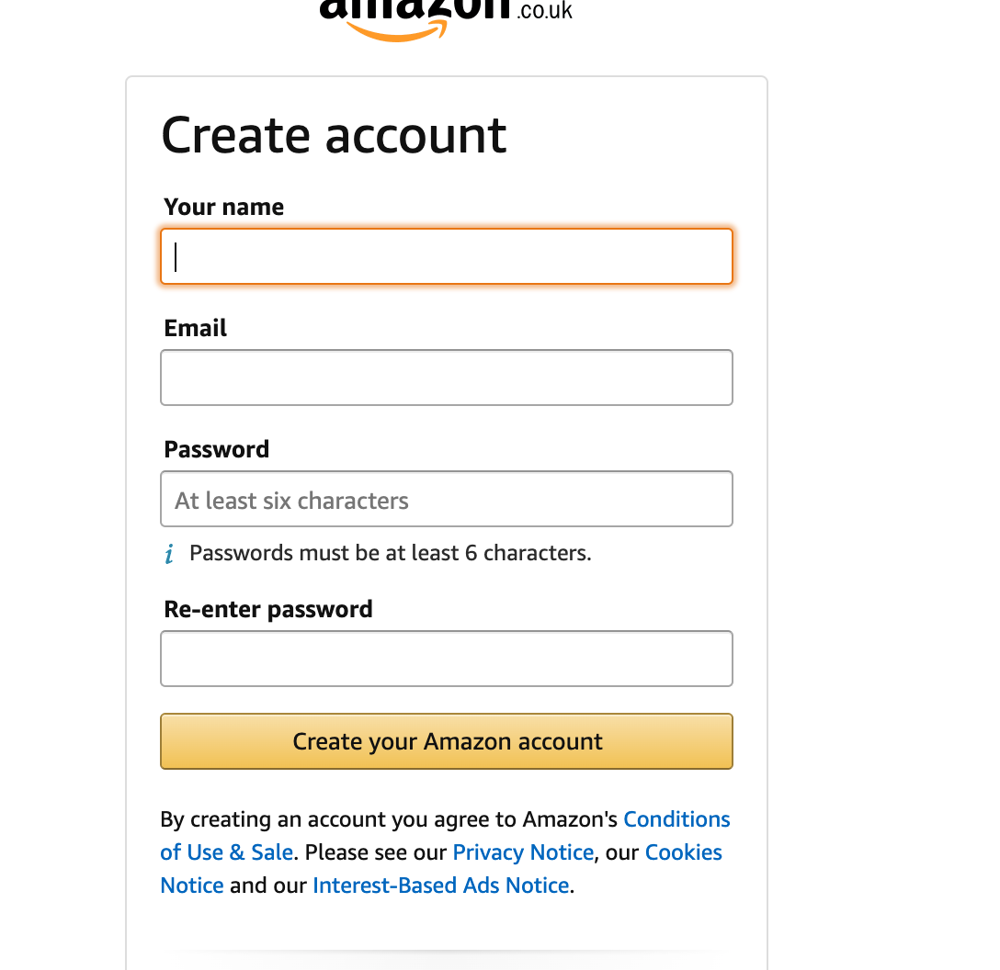 amazon.co.uk
Create account
Your name
Email
Password
At least six characters
i Passwords must be at least 6 characters.
Re-enter password
Create your Amazon account
By creating an account you agree to Amazon's Conditions
of Use & Sale. Please see our Privacy Notice, our Cookies
Notice and our Interest-Based Ads Notice.